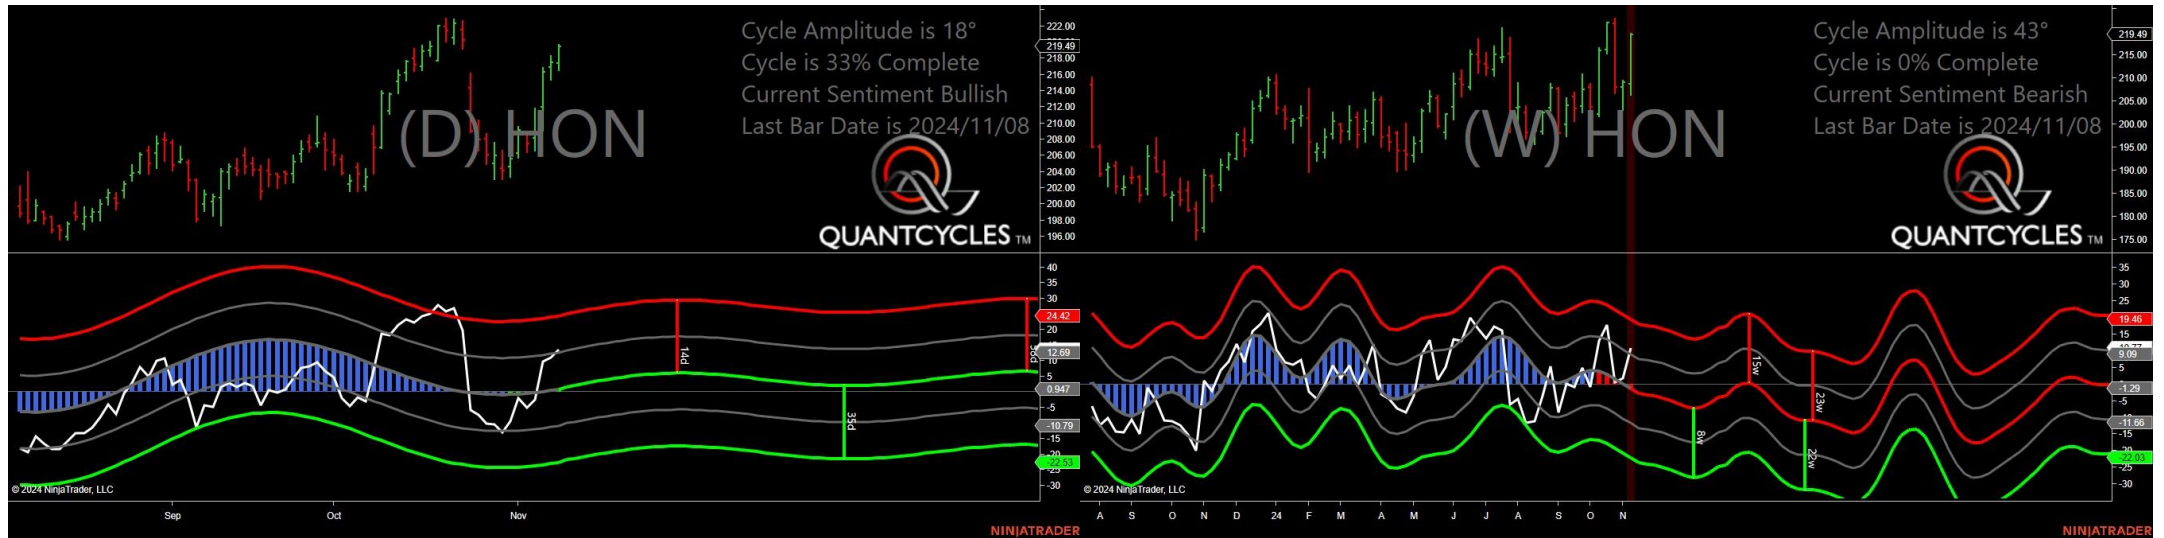 Cycle Amplitude is 18°
Cycle is 33% Complete
Current Sentiment Bullish
Last Bar Date is 2024/11/08
(D) HON
QUANTCYCLES TM
222.00
219.49
218.00
216.00
214.00
212.00
210.00
208.00
206.00
204.00
202.00
200.00
198.00
196.00
40
35
30
24.42
20
12.69
5
0.947
-5
-10.79
-15
-22.53
-25
-30
14d
35d
© 2024 NinjaTrader, LLC
Sep
Oct
Nov
NINJATRADER
Cycle Amplitude is 43°
Cycle is 0% Complete
Current Sentiment Bearish
Last Bar Date is 2024/11/08
(W) HON
QUANTCYCLES TM
219.49
215.00
210.00
205.00
200.00
195.00
190.00
185.00
180.00
175.00
35
30
25
19.46
9.09
5
-1.29
-5
-11.66
-15
-22.03
-25
-30
15w
23w
8w
22w
© 2024 NinjaTrader, LLC
A S O N D 24 F M A M J J A S O N
NINJATRADER